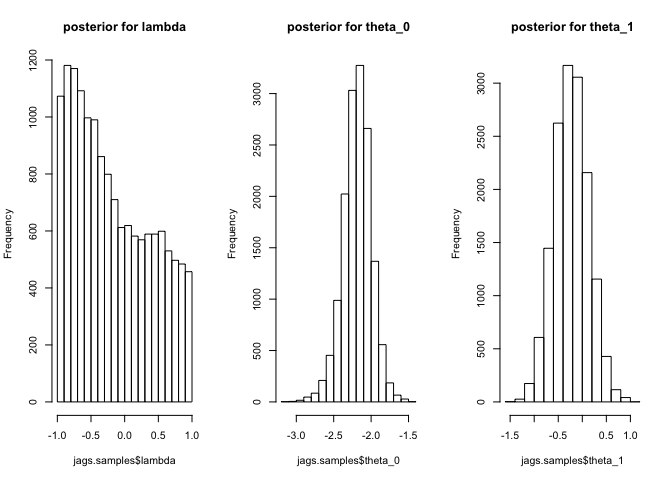 posterior for lambda
Frequency
0 200 400 600 800 1000 1200
-1.0 -0.5 0.0 0.5 1.0
jags.samples$lambda
posterior for theta_0
Frequency
0 500 1000 1500 2000 2500 3000
-3.0 -2.5 -2.0 -1.5
jags.samples$theta_0
posterior for theta_1
Frequency
0 500 1000 1500 2000 2500 3000
-1.5 -0.5 0.5 1.0
jags.samples$theta_1